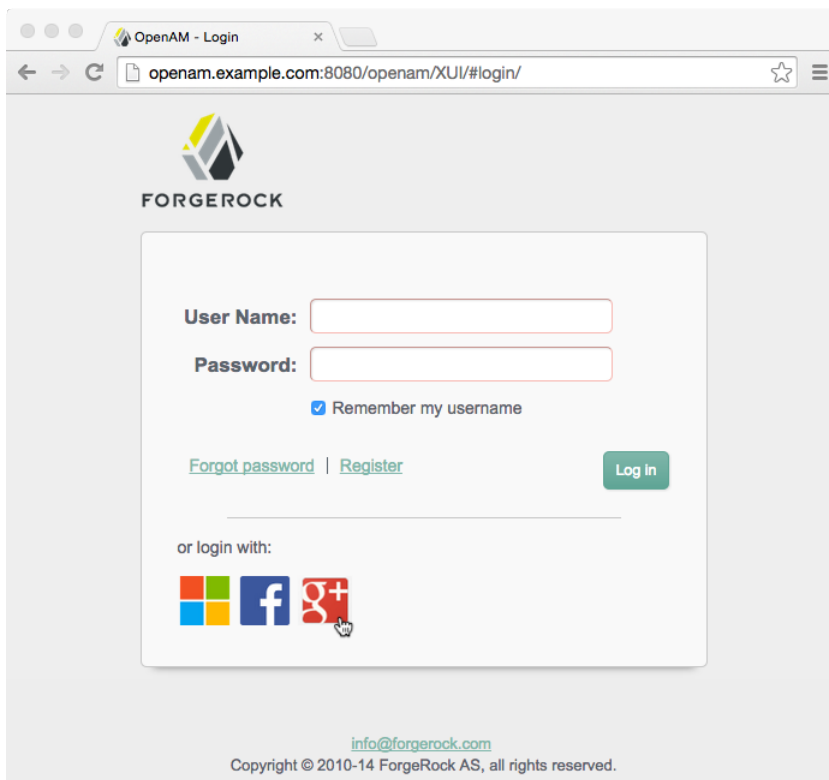 OpenAM - Login
openam.example.com:8080/openam/XUI/#login/
FORGEROCK
User Name:
Password:
Remember my username
Forgot password | Register
Log in
or login with:
f g+
info@forgerock.com
Copyright © 2010-14 ForgeRock AS, all rights reserved.